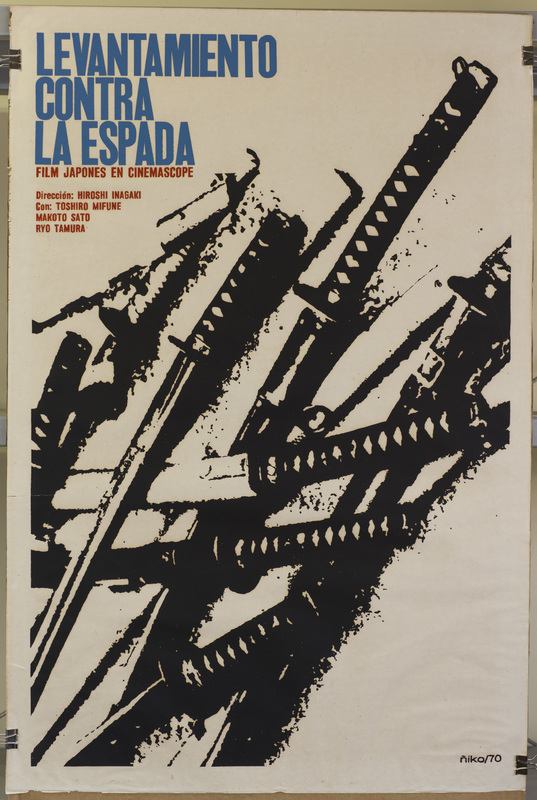 LEVANTAMIENTO
CONTRA
LA ESPADA
FILM JAPONES EN CINEMASCOPE
Dirección: HIROSHI INAGAKI
Con: TOSHIRO MIFUNE
MAKOTO SATO
RYO TAMURA
ñiko/70